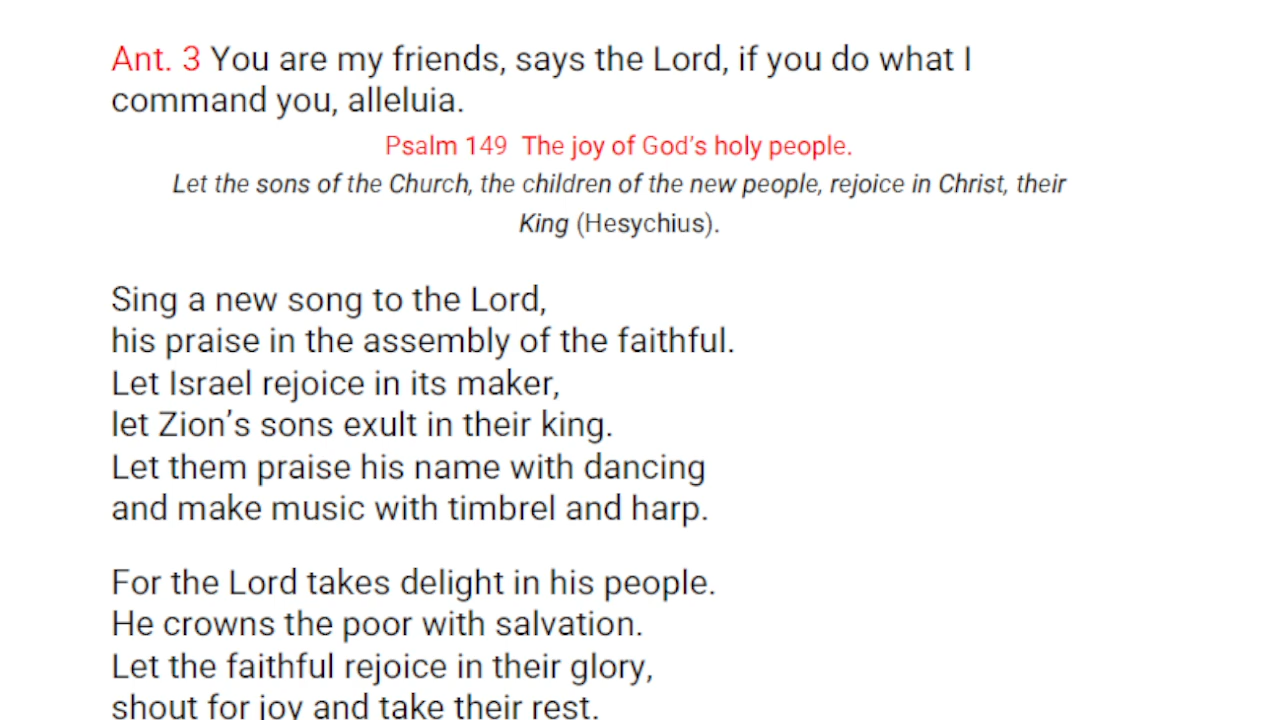 Ant. 3 You are my friends, says the Lord, if you do what I
command you, alleluia.
Psalm 149  The joy of God’s holy people.
Let the sons of the Church, the children of the new people, rejoice in Christ, their
King (Hesychius).
Sing a new song to the Lord,
his praise in the assembly of the faithful.
Let Israel rejoice in its maker,
let Zion’s sons exult in their king.
Let them praise his name with dancing
and make music with timbrel and harp.
For the Lord takes delight in his people.
He crowns the poor with salvation.
Let the faithful rejoice in their glory,
shout for joy and take their rest.